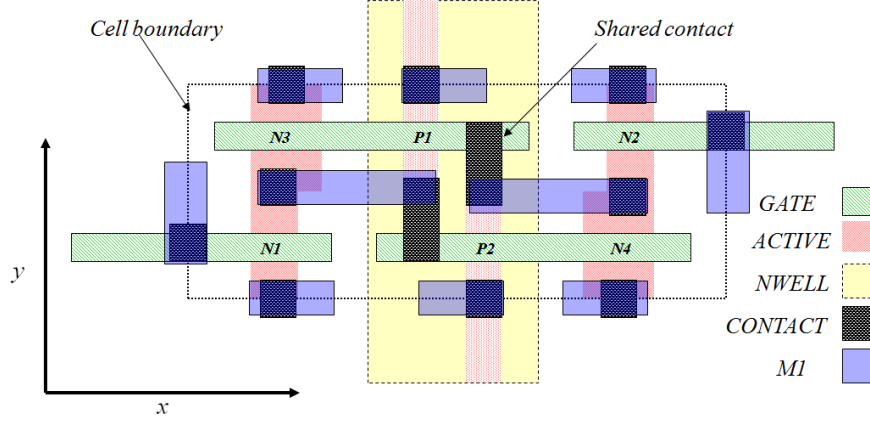 Cell boundary
Shared contact
N3
P1
N2
N1
P2
N4
GATE
ACTIVE
NWELL
CONTACT
M1
y
x